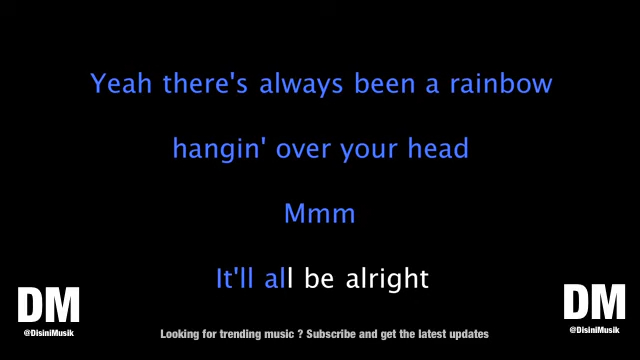 Yeah there's always been a rainbow
hangin' over your head
Mmm
It'll all be alright
DM
@DisiniMusik
DM
@DisiniMusik
Looking for trending music ? Subscribe and get the latest updates